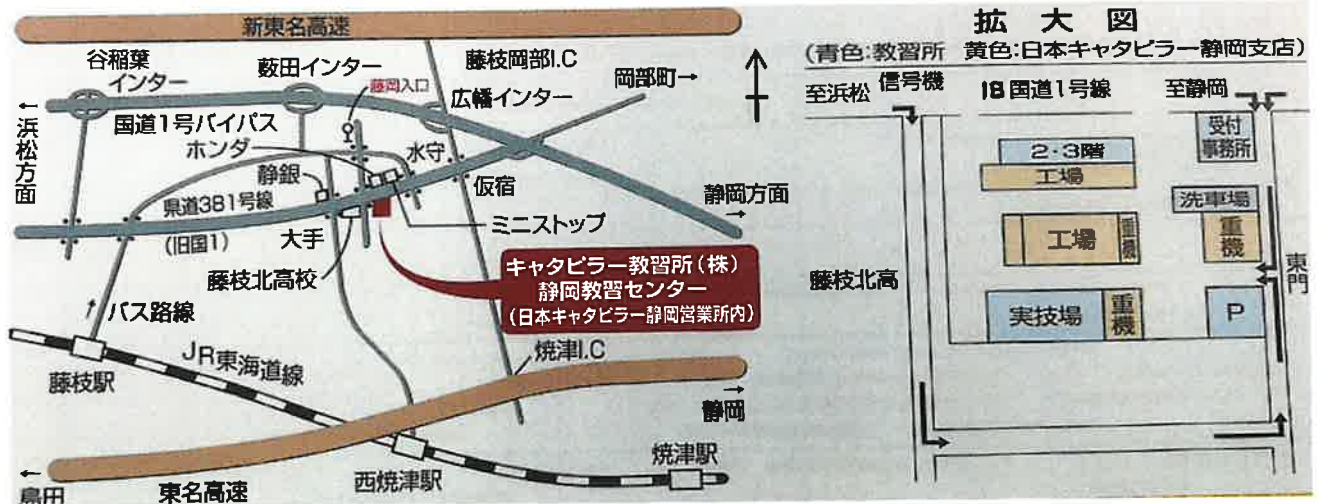 新東名高速
谷稲葉
インター
薮田インター
藤岡入口
藤枝岡部I.C
広幡インター
岡部町→
←浜松方面
国道1号バイパス
ホンダ
水守
静銀
仮宿
県道381号線
(旧国1)
大手
ミニストップ
静岡方面
→
藤枝北高校
キャタピラー教習所(株)
静岡教習センター
(日本キャタピラー静岡営業所内)
バス路線
JR東海道線
藤枝駅
焼津I.C
→
静岡
西焼津駅
焼津駅
←
島田
東名高速
拡大図
(青色:教習所 黄色:日本キャタピラー静岡支店)
至浜松
信号機
旧国道1号線
至静岡
受付
事務所
2・3階
工場
洗車場
工場
重機
重機
東門
藤枝北高
実技場
重機
P